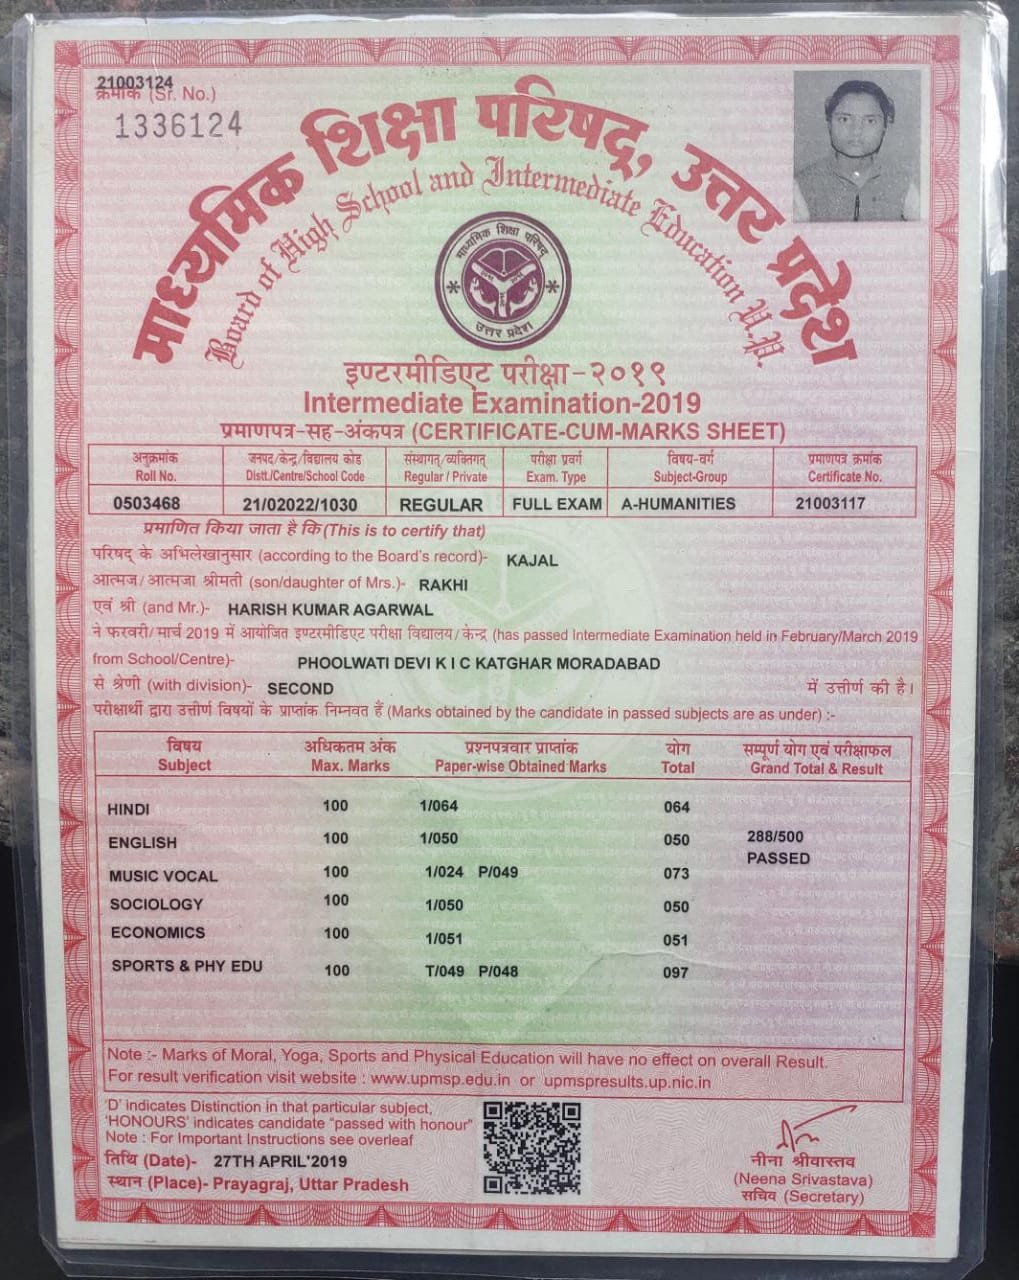 21003124
क्रमांक (Sr. No.)
1336124
माध्यमिक शिक्षा परिषद्, उत्तर प्रदेश
Board of High School and Intermediate Education U.P.
माध्यमिक शिक्षा परिषद्
उत्तर प्रदेश
इण्टरमीडिएट परीक्षा-२०१९
Intermediate Examination-2019
प्रमाणपत्र-सह-अंकपत्र (CERTIFICATE-CUM-MARKS SHEET)
अनुक्रमांक जनपद/केन्द्र/विद्यालय कोड संस्थागत्/व्यक्तिगत् परीक्षा प्रवर्ग विषय-वर्ग प्रमाणपत्र क्रमांक
Roll No. Distt./Centre/School Code Regular / Private Exam. Type Subject-Group Certificate No.
0503468 21/02022/1030 REGULAR FULL EXAM A-HUMANITIES 21003117
प्रमाणित किया जाता है कि (This is to certify that)
परिषद् के अभिलेखानुसार (according to the Board's record)- KAJAL
आत्मज/आत्मजा श्रीमती (son/daughter of Mrs.)- RAKHI
एवं श्री (and Mr.)- HARISH KUMAR AGARWAL
ने फरवरी/मार्च 2019 में आयोजित इण्टरमीडिएट परीक्षा विद्यालय/केन्द्र (has passed Intermediate Examination held in February/March 2019
from School/Centre)- PHOOLWATI DEVI K I C KATGHAR MORADABAD
से श्रेणी (with division)- SECOND में उत्तीर्ण की है।
परीक्षार्थी द्वारा उत्तीर्ण विषयों के प्राप्तांक निम्नवत हैं (Marks obtained by the candidate in passed subjects are as under) :-
विषय अधिकतम अंक प्रश्नपत्रवार प्राप्तांक योग सम्पूर्ण योग एवं परीक्षाफल
Subject Max. Marks Paper-wise Obtained Marks Total Grand Total & Result
HINDI 100 1/064 064
ENGLISH 100 1/050 050 288/500
PASSED
MUSIC VOCAL 100 1/024 P/049 073
SOCIOLOGY 100 1/050 050
ECONOMICS 100 1/051 051
SPORTS & PHY EDU 100 T/049 P/048 097
Note :- Marks of Moral, Yoga, Sports and Physical Education will have no effect on overall Result.
For result verification visit website : www.upmsp.edu.in or upmspresults.up.nic.in
'D' indicates Distinction in that particular subject,
'HONOURS' indicates candidate "passed with honour"
Note : For Important Instructions see overleaf
तिथि (Date)- 27TH APRIL'2019
स्थान (Place)- Prayagraj, Uttar Pradesh
नीना श्रीवास्तव
(Neena Srivastava)
सचिव (Secretary)